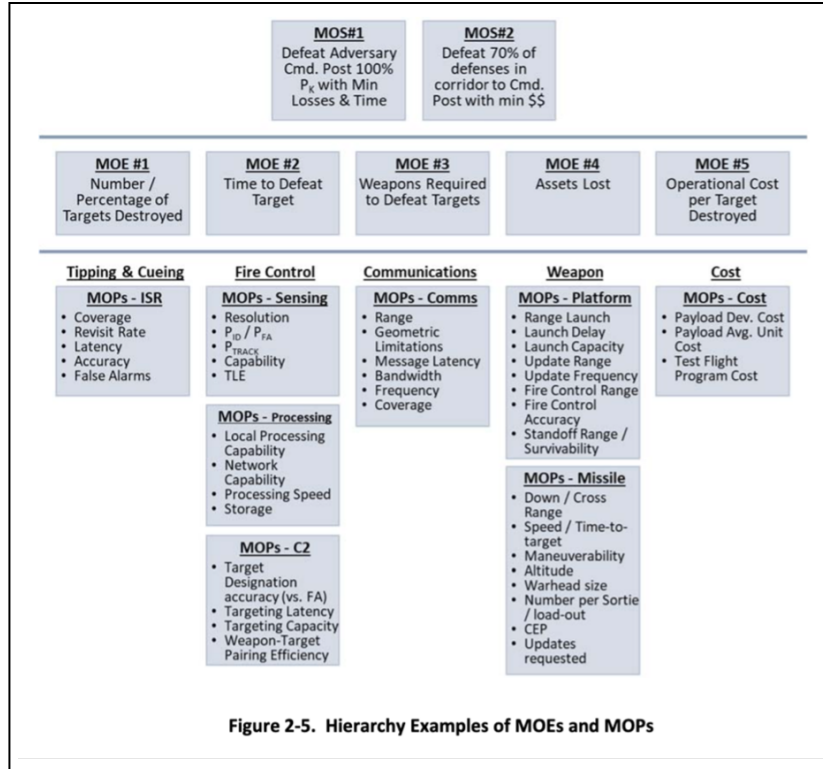 MOS#1
Defeat Adversary
Cmd. Post 100%
PK with Min
Losses & Time
MOS#2
Defeat 70% of
defenses in
corridor to Cmd.
Post with min $$
MOE #1
Number /
Percentage of
Targets Destroyed
MOE #2
Time to Defeat
Target
MOE #3
Weapons Required
to Defeat Targets
MOE #4
Assets Lost
MOE #5
Operational Cost
per Target
Destroyed
Tipping & Cueing
MOPs - ISR
• Coverage
• Revisit Rate
• Latency
• Accuracy
• False Alarms
Fire Control
MOPs - Sensing
• Resolution
• PID / PFA
• PTRACK
• Capability
• TLE
MOPs - Processing
• Local Processing
Capability
• Network
Capability
• Processing Speed
• Storage
MOPs - C2
• Target
Designation
accuracy (vs. FA)
• Targeting Latency
• Targeting Capacity
• Weapon-Target
Pairing Efficiency
Communications
MOPs - Comms
• Range
• Geometric
Limitations
• Message Latency
• Bandwidth
• Frequency
• Coverage
Weapon
MOPs - Platform
• Range Launch
• Launch Delay
• Launch Capacity
• Update Range
• Update Frequency
• Fire Control Range
• Fire Control
Accuracy
• Standoff Range /
Survivability
MOPs - Missile
• Down / Cross
Range
• Speed / Time-to-
target
• Maneuverability
• Altitude
• Warhead size
• Number per Sortie
/ load-out
• CEP
• Updates
requested
Cost
MOPs - Cost
• Payload Dev. Cost
• Payload Avg. Unit
Cost
• Test Flight
Program Cost
Figure 2-5. Hierarchy Examples of MOEs and MOPs